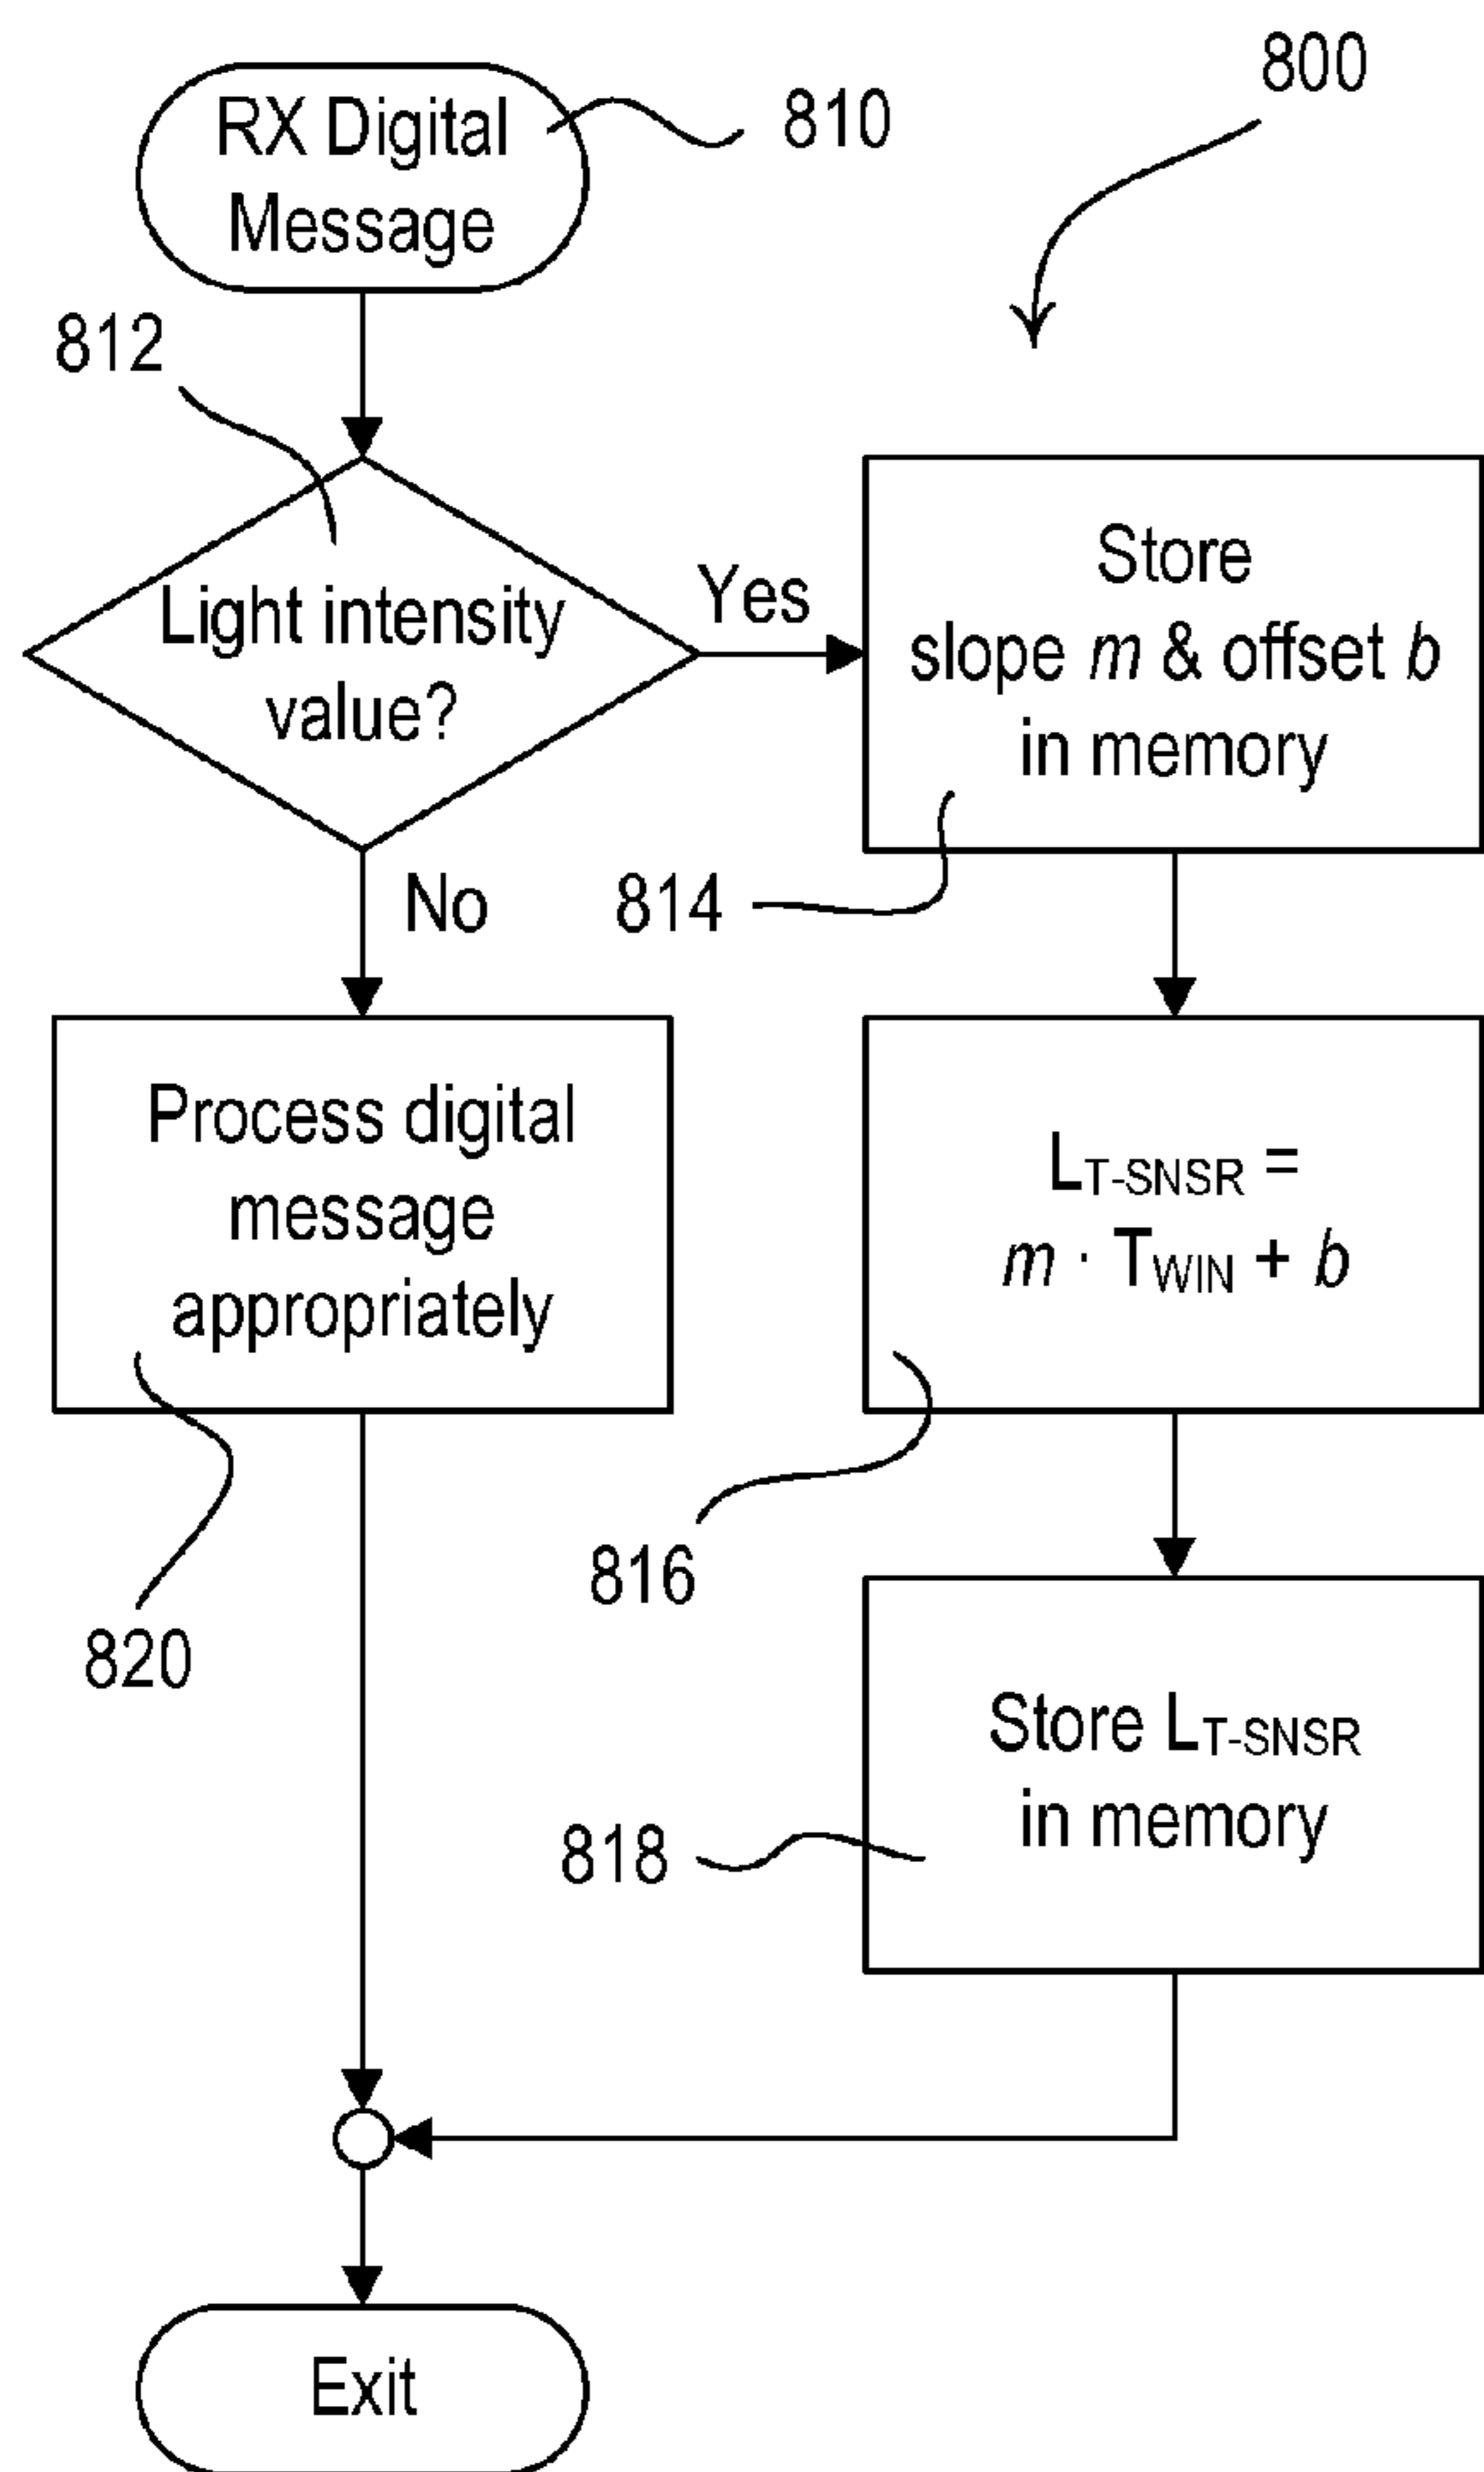 800
RX Digital
Message
810
812
Light intensity
value?
Yes
No
Store
slope m & offset b
in memory
814
Process digital
message
appropriately
820
LT-SNSR =
m · TWIN + b
816
Store LT-SNSR
in memory
818
Exit